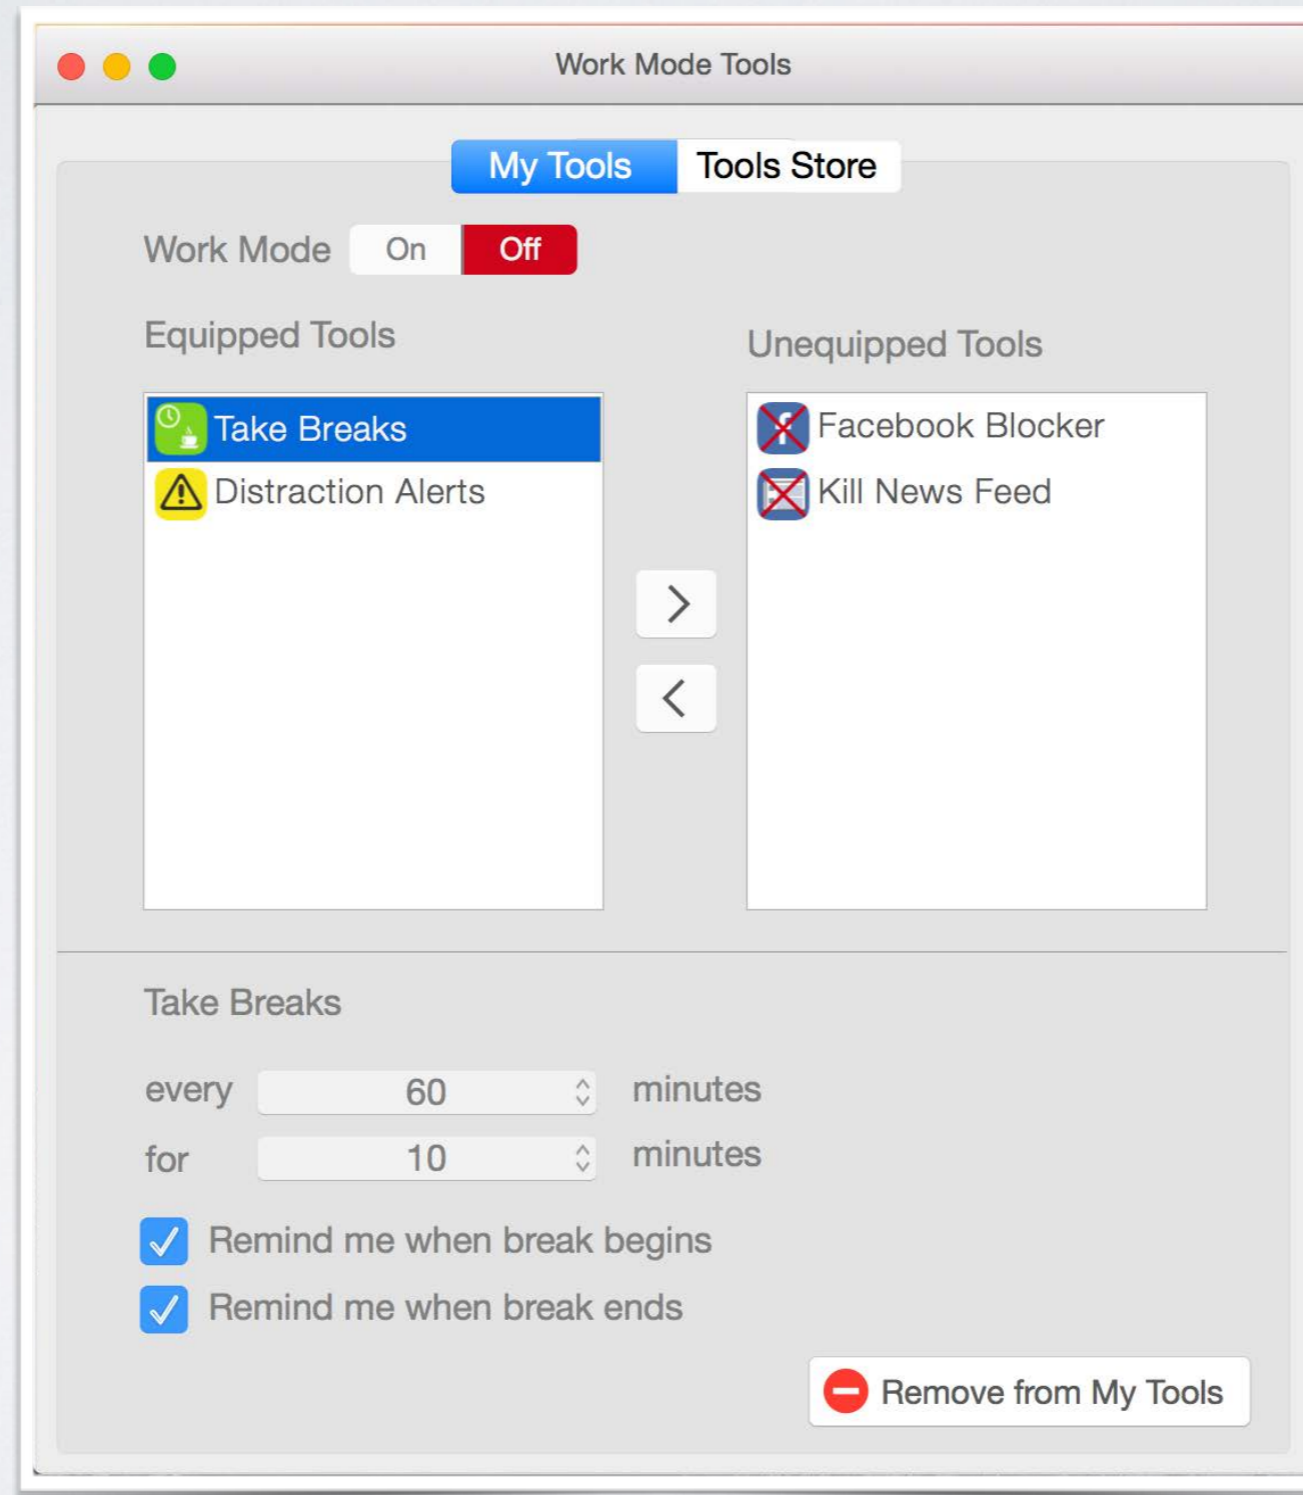 Work Mode Tools
My Tools Tools Store
Work Mode On Off
Equipped Tools
Unequipped Tools
Take Breaks
Distraction Alerts
f Facebook Blocker
Kill News Feed
>
<
Take Breaks
every 60 minutes
for 10 minutes
Remind me when break begins
Remind me when break ends
Remove from My Tools